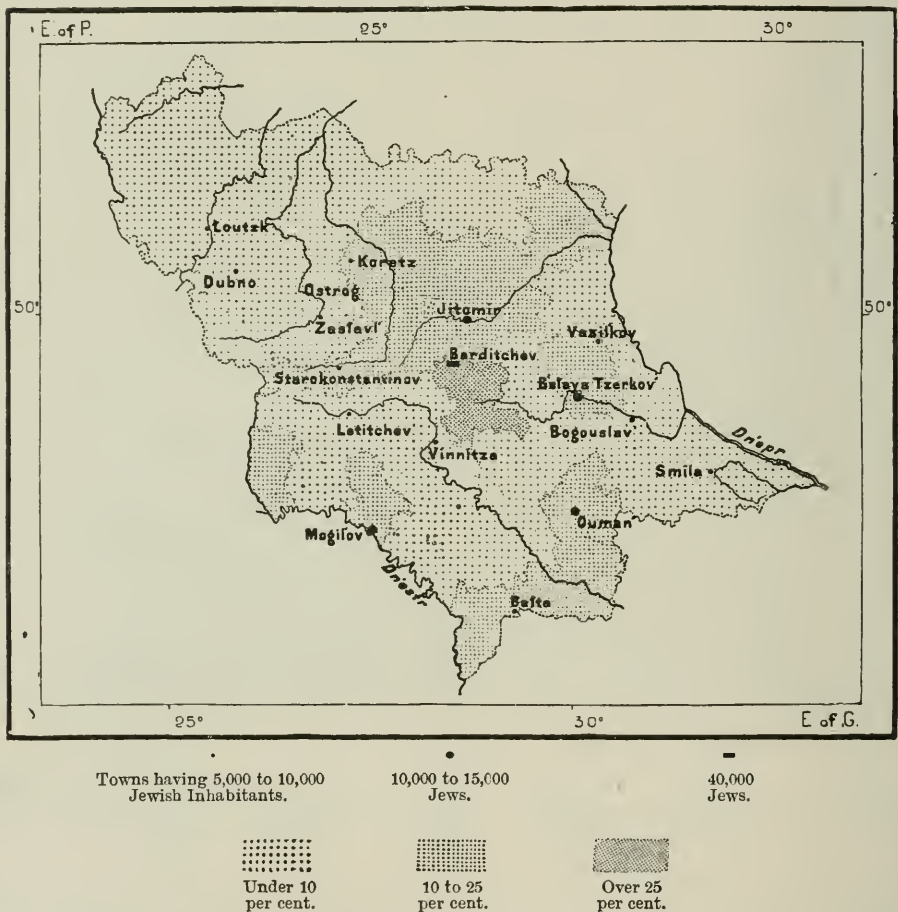 E. of P. 25° 30°
Loutzk
Koretz
Dubno
Ostrog
50° 50°
Jitomir
Zaslavl
Vasilkov
Barditchev
Starokonstantinov
Bslaya Tzerkov
Letitchev
Bogouslav
Dniepr
Vinnitza
Smila
Ouman
Mogilov
Dniestr
Balta
25° 30° E. of G.
Towns having 5,000 to 10,000
Jewish Inhabitants.
10,000 to 15,000
Jews.
40,000
Jews.
Under 10
per cent.
10 to 25
per cent.
Over 25
per cent.